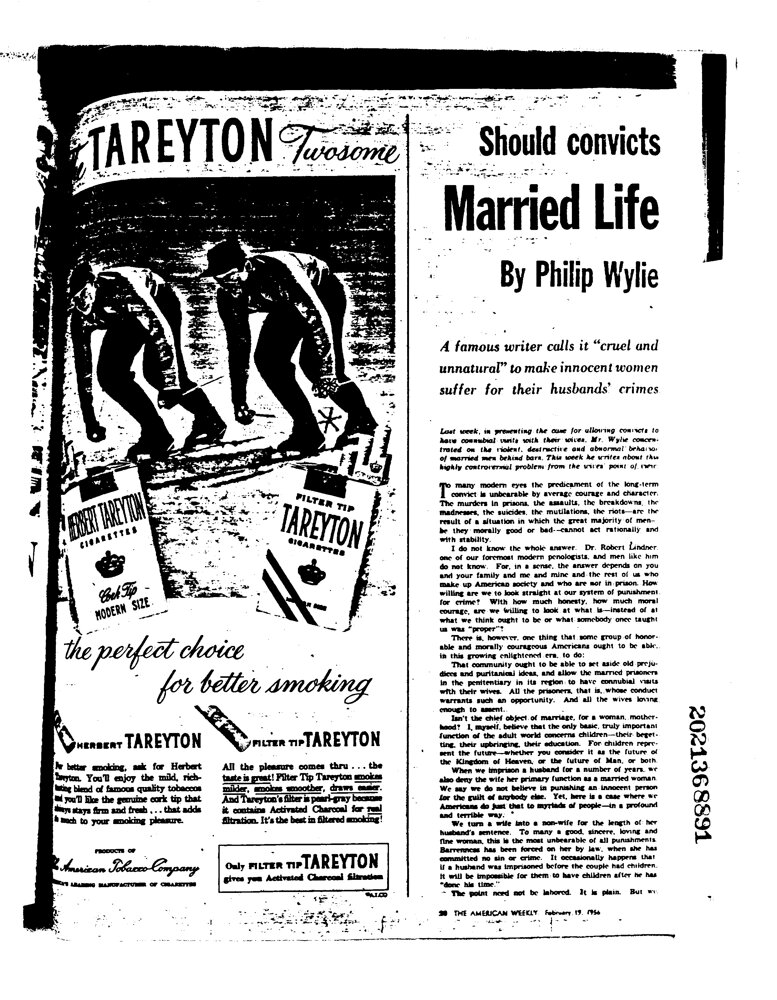 TAREYTON Twosome
HERBERT TAREYTON
CIGARETTES
Cork Tip
MODERN SIZE
FILTER TIP
TAREYTON
CIGARETTES
the perfect choice
for better smoking
HERBERT TAREYTON
better smoking, ask for Herbert
Tareyton. You'll enjoy the mild, rich-
tasting blend of famous quality tobaccos
and you'll like the genuine cork tip that
always stays firm and fresh . . . that adds
much to your smoking pleasure.
PRODUCTS OF
The American Tobacco Company
LEADING MANUFACTURER OF CIGARETTES
FILTER TIP TAREYTON
All the pleasure comes thru . . . the
taste is great! Filter Tip Tareyton smokes
milder, smokes smoother, draws easier.
And Tareyton's filter is pearl-gray because
it contains Activated Charcoal for real
filtration. It's the best in filtered smoking!
Only FILTER TIP TAREYTON
gives you Activated Charcoal filtration
©A.T.CO
Should convicts
Married Life
By Philip Wylie
A famous writer calls it "cruel and
unnatural" to make innocent women
suffer for their husbands' crimes
Last week, in presenting the case for allowing convicts to
have connubial visits with their wives, Mr. Wylie concen-
trated on the violent, destructive and abnormal behavior
of married men behind bars. This week he writes about this
highly controversial problem from the wives' point of view
To many modern eyes the predicament of the long-term
convict is unbearable by average courage and character.
The murders in prisons, the assaults, the breakdowns, the
madnesses, the suicides, the mutilations, the riots—are the
result of a situation in which the great majority of men—
be they morally good or bad—cannot act rationally and
with stability.
I do not know the whole answer. Dr. Robert Lindner,
one of our foremost modern penologists, and men like him
do not know. For, in a sense, the answer depends on you
and your family and me and mine and the rest of us who
make up American society and who are not in prison. How
willing are we to look straight at our system of punishment
for crime? With how much honesty, how much moral
courage, are we willing to look at what is—instead of at
what we think ought to be or what somebody once taught
us was "proper"?
There is, however, one thing that some group of honor-
able and morally courageous Americans ought to be able,
in this growing enlightened era, to do:
That community ought to be able to set aside old preju-
dices and puritanical ideas, and allow the married prisoners
in the penitentiary in its region to have connubial visits
with their wives. All the prisoners, that is, whose conduct
warrants such an opportunity. And all the wives loving
enough to assent.
Isn't the chief object of marriage, for a woman, mother-
hood? I, myself, believe that the only basic, truly important
function of the adult world concerns children—their beget-
ting, their upbringing, their education. For children repre-
sent the future—whether you consider it as the future of
the Kingdom of Heaven, or the future of Man, or both.
When we imprison a husband for a number of years, we
also deny the wife her primary function as a married woman.
We say we do not believe in punishing an innocent person
for the guilt of anybody else. Yet, here is a case where we
Americans do just that to myriads of people—in a profound
and terrible way.
We turn a wife into a non-wife for the length of her
husband's sentence. To many a good, sincere, loving and
fine woman, this is the most unbearable of all punishments.
Barrenness has been forced on her by law, when she has
committed no sin or crime. It occasionally happens that
if a husband was imprisoned before the couple had children,
it will be impossible for them to have children after he has
"done his time."
The point need not be labored. It is plain. But we
20 THE AMERICAN WEEKLY February 19, 1956
2021368891